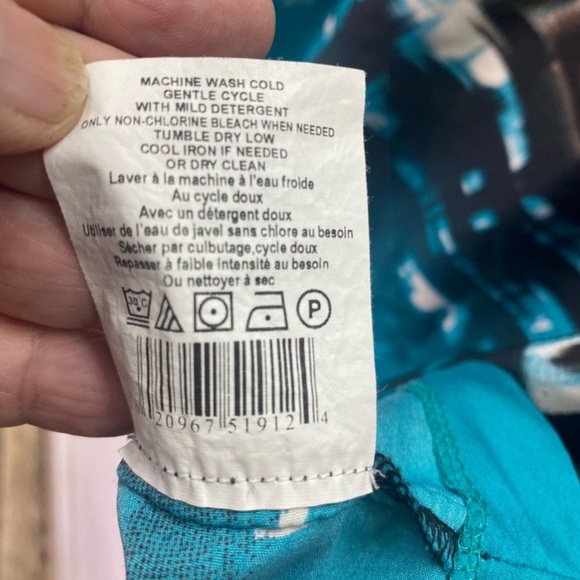 MACHINE WASH COLD
GENTLE CYCLE
WITH MILD DETERGENT
ONLY NON-CHLORINE BLEACH WHEN NEEDED
TUMBLE DRY LOW
COOL IRON IF NEEDED
OR DRY CLEAN
Laver à la machine à l'eau froide
Au cycle doux
Avec un détergent doux
Utiliser de l'eau de javel sans chlore au besoin
Sécher par culbutage,cycle doux
Repasser à faible intensité au besoin
Ou nettoyer à sec
30°C P
20967 51912 4